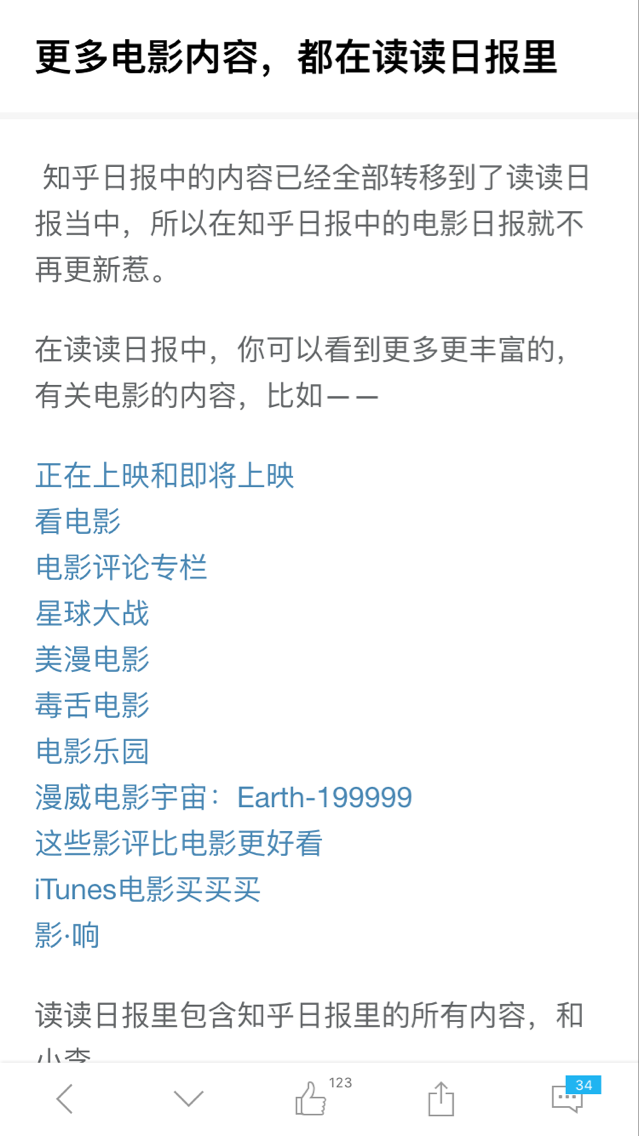 更多电影内容，都在读读日报里
知乎日报中的内容已经全部转移到了读读日
报当中，所以在知乎日报中的电影日报就不
再更新惹。
在读读日报中，你可以看到更多更丰富的，
有关电影的内容，比如——
正在上映和即将上映
看电影
电影评论专栏
星球大战
美漫电影
毒舌电影
电影乐园
漫威电影宇宙：Earth-199999
这些影评比电影更好看
iTunes电影买买买
影·响
读读日报里包含知乎日报里的所有内容，和
123
34